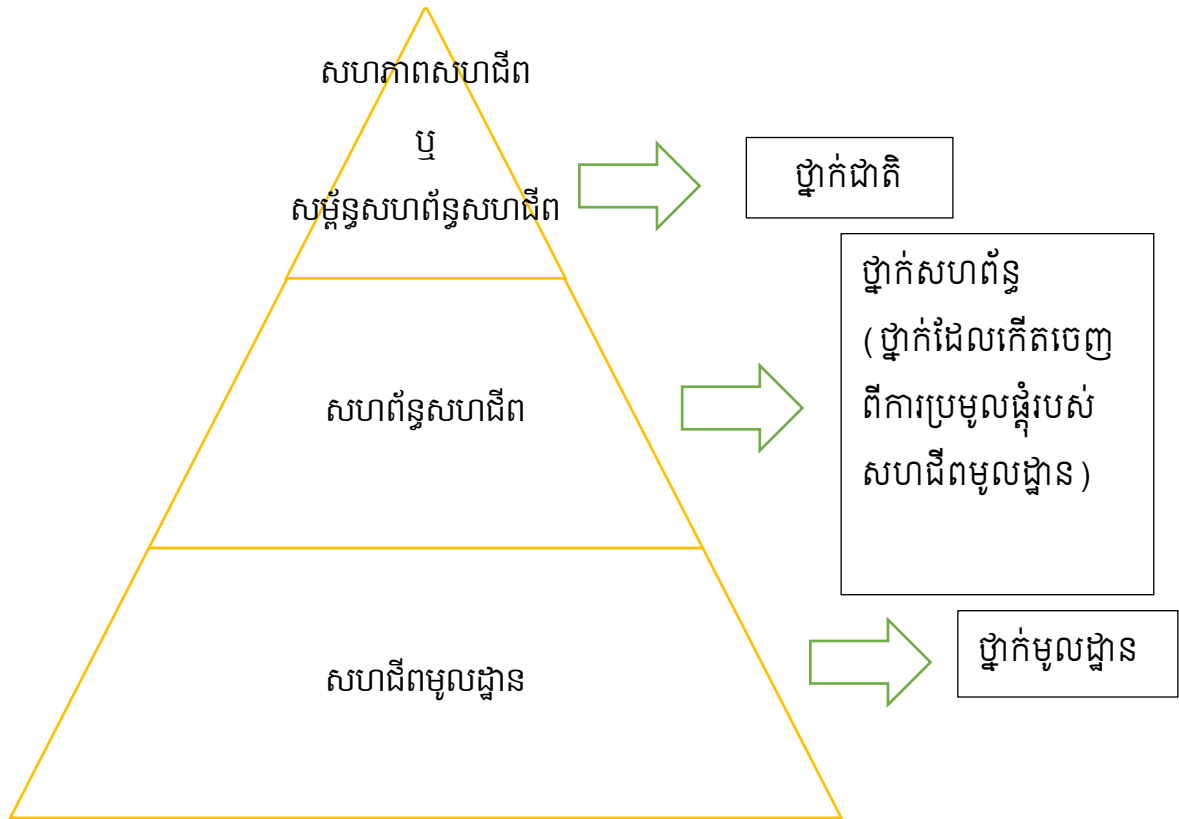 សហភាពសហជីព
ឬ
សម្ព័ន្ធសហព័ន្ធសហជីព
ថ្នាក់ជាតិ
សហព័ន្ធសហជីព
ថ្នាក់សហព័ន្ធ
(ថ្នាក់ដែលកើតចេញ
ពីការប្រមូលផ្តុំរបស់
សហជីពមូលដ្ឋាន)
សហជីពមូលដ្ឋាន
ថ្នាក់មូលដ្ឋាន